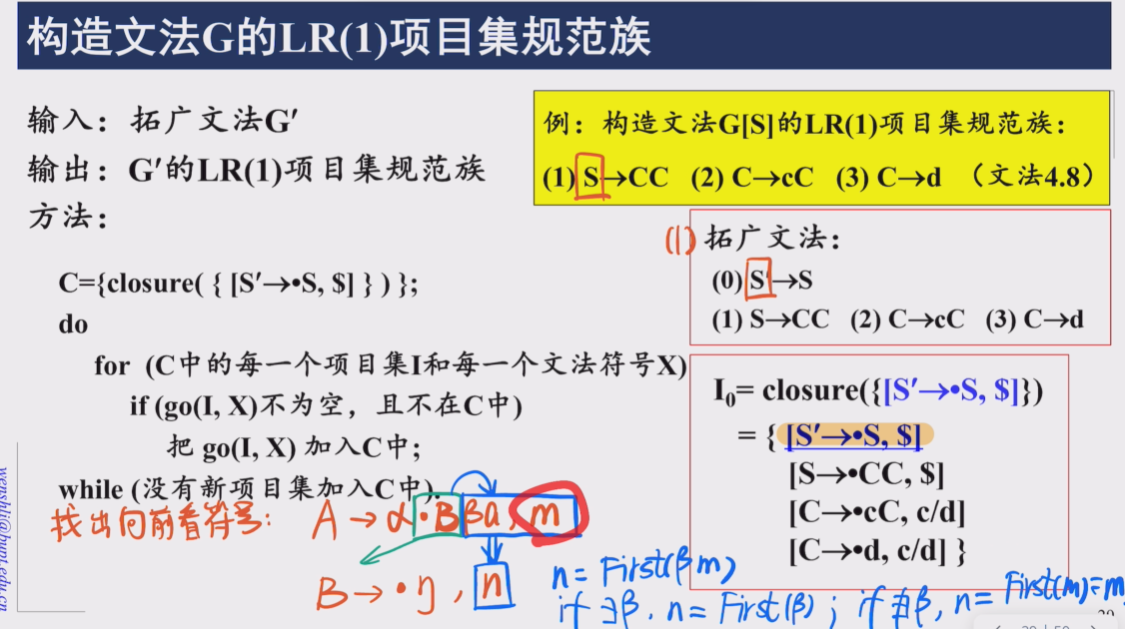 构造文法G的LR(1)项目集规范族
输入：拓广文法G′
输出：G′的LR(1)项目集规范族
方法：
C={closure( { [S′→•S, $] } ) };
do
for (C中的每一个项目集I和每一个文法符号X)
if (go(I, X)不为空，且不在C中)
把 go(I, X) 加入C中；
while (没有新项目集加入C中).
例：构造文法G[S]的LR(1)项目集规范族：
(1) S→CC (2) C→cC (3) C→d （文法4.8）
(1) 拓广文法：
(0) S′→S
(1) S→CC (2) C→cC (3) C→d
I₀= closure({[S′→•S, $]})
= { [S′→•S, $]
[S→•CC, $]
[C→•cC, c/d]
[C→•d, c/d] }
找出向前看符号： A → α•Bβa, m
B → •η, n
n = First(βm)
if ∃β, n = First(β) ; if ∄β, n = First(m) = m
wenshli@bupt.edu.cn